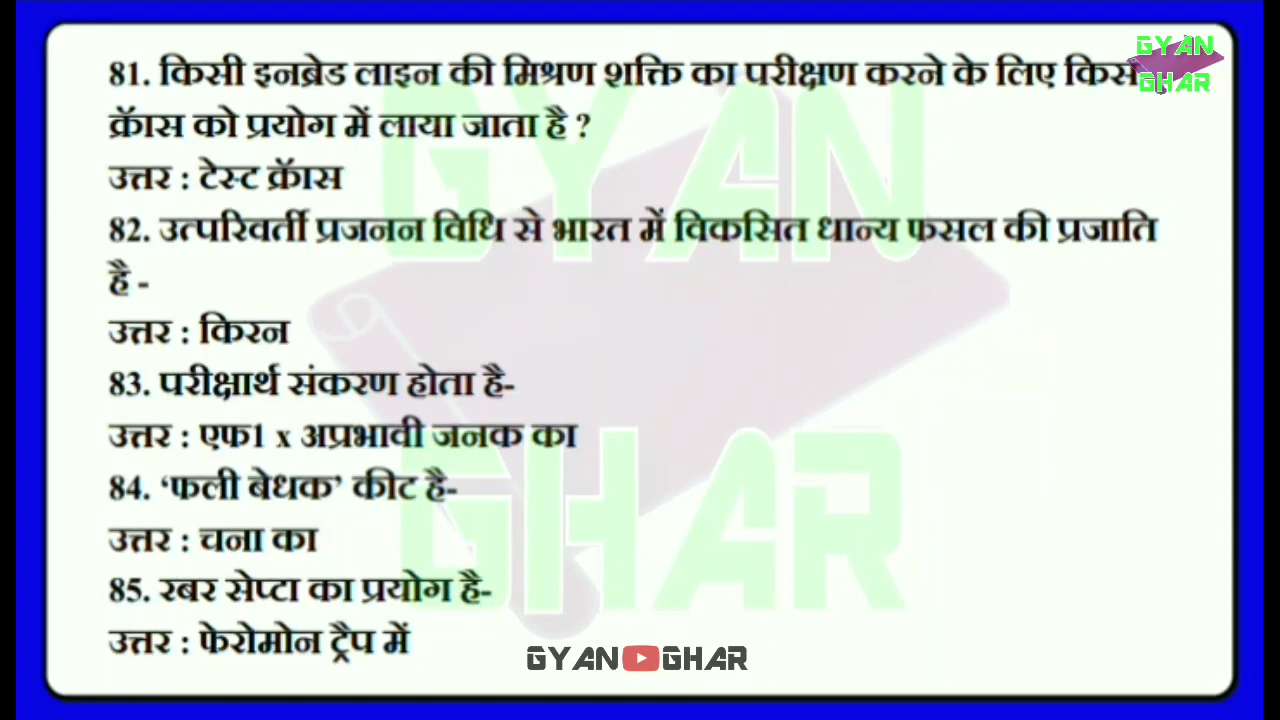 81. किसी इनब्रेड लाइन की मिश्रण शक्ति का परीक्षण करने के लिए किस
क्रॅास को प्रयोग में लाया जाता है ?
उत्तर : टेस्ट क्रॅास
82. उत्परिवर्ती प्रजनन विधि से भारत में विकसित धान्य फसल की प्रजाति
है -
उत्तर : किरन
83. परीक्षार्थ संकरण होता है-
उत्तर : एफ1 x अप्रभावी जनक का
84. ‘फली बेधक’ कीट है-
उत्तर : चना का
85. रबर सेप्टा का प्रयोग है-
उत्तर : फेरोमोन ट्रैप में
GYAN
GHAR
GYAN
GHAR
GYAN GHAR